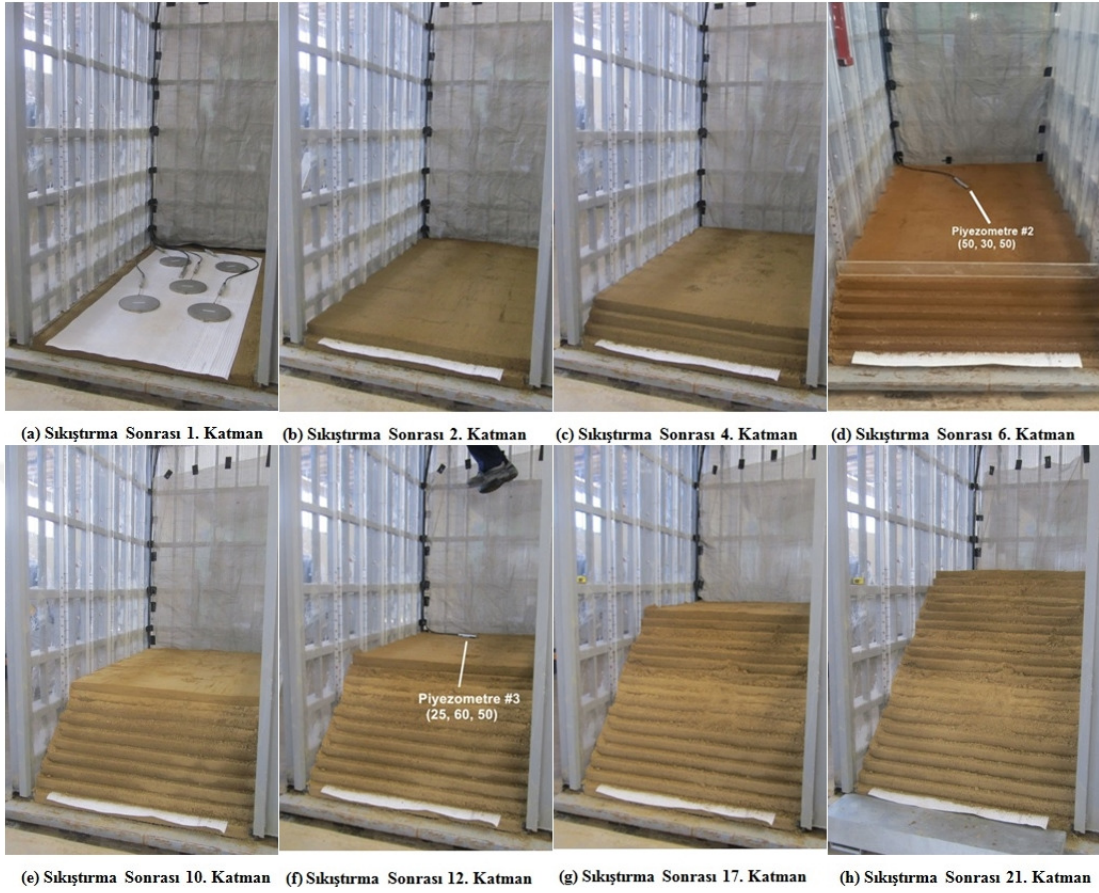 Piyezometre #2
(50, 30, 50)
(a) Sıkıştırma Sonrası 1. Katman
(b) Sıkıştırma Sonrası 2. Katman
(c) Sıkıştırma Sonrası 4. Katman
(d) Sıkıştırma Sonrası 6. Katman
Piyezometre #3
(25, 60, 50)
(e) Sıkıştırma Sonrası 10. Katman
(f) Sıkıştırma Sonrası 12. Katman
(g) Sıkıştırma Sonrası 17. Katman
(h) Sıkıştırma Sonrası 21. Katman